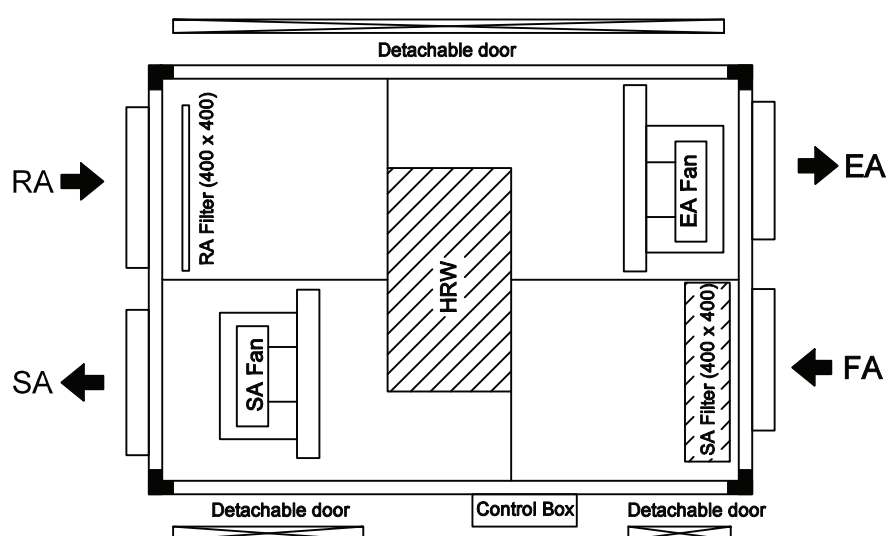 Detachable door
RA
RA Filter (400 x 400)
EA Fan
EA
HRW
SA
SA Fan
SA Filter (400 x 400)
FA
Detachable door
Control Box
Detachable door